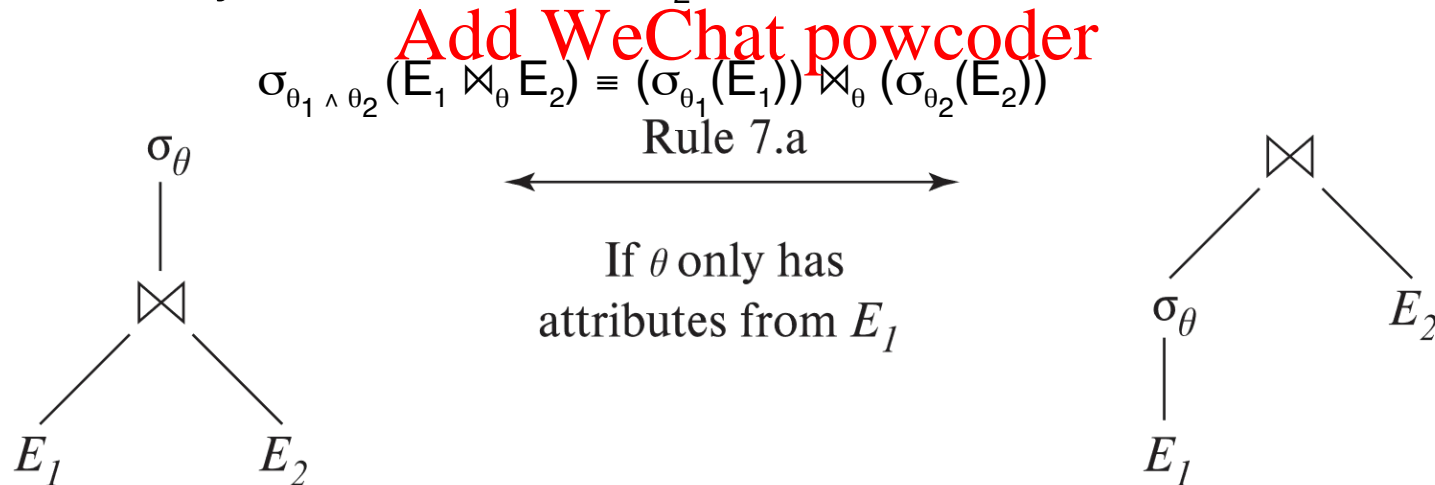 Add WeChat powcoder
σθ₁ ∧ θ₂ (E₁ ⋈θ E₂) ≡ (σθ₁(E₁)) ⋈θ (σθ₂(E₂))
Rule 7.a
σθ
⋈
If θ only has
attributes from E₁
⋈
σθ
E₂
E₁
E₂
E₁